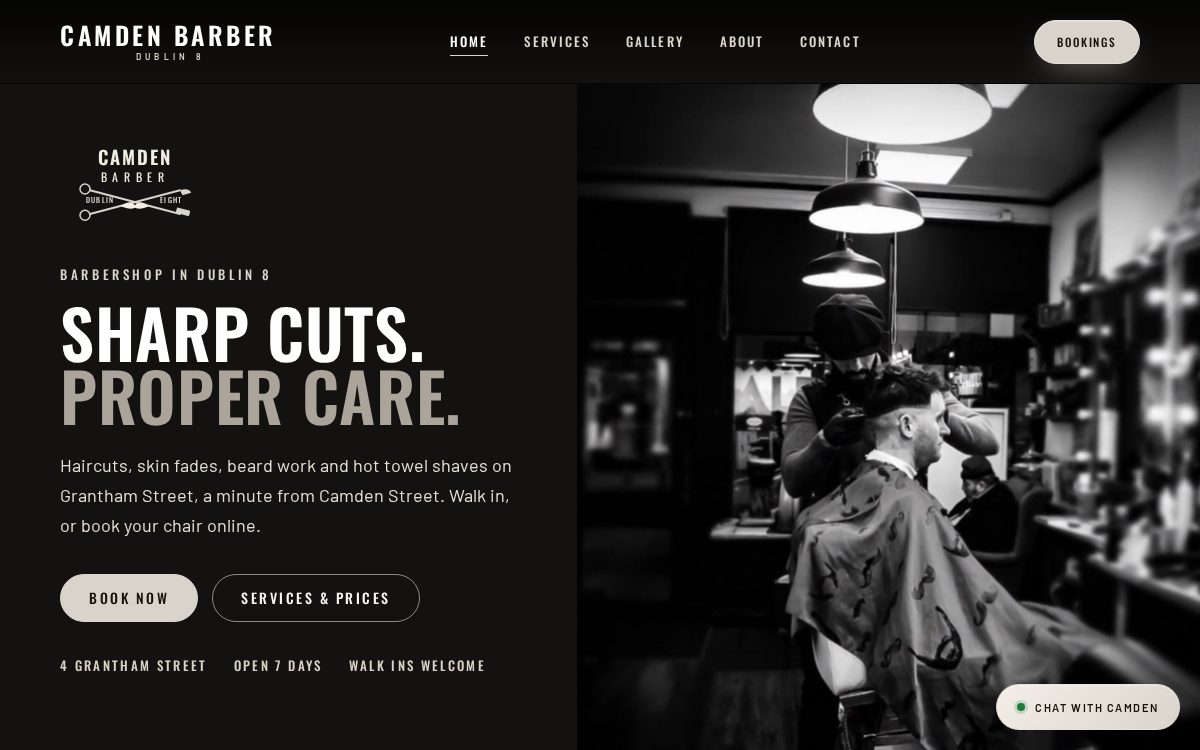 CAMDEN BARBER
DUBLIN 8
HOME
SERVICES
GALLERY
ABOUT
CONTACT
BOOKINGS
CAMDEN
BARBER
DUBLIN EIGHT
BARBERSHOP IN DUBLIN 8
SHARP CUTS.
PROPER CARE.
Haircuts, skin fades, beard work and hot towel shaves on
Grantham Street, a minute from Camden Street. Walk in,
or book your chair online.
BOOK NOW
SERVICES & PRICES
4 GRANTHAM STREET
OPEN 7 DAYS
WALK INS WELCOME
CHAT WITH CAMDEN